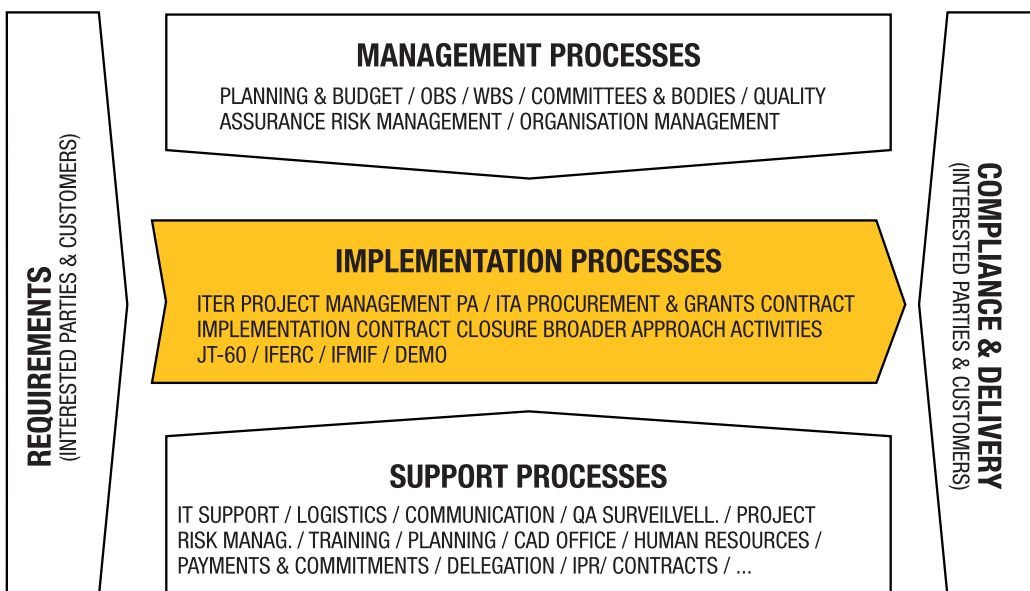 REQUIREMENTS
(INTERESTED PARTIES & CUSTOMERS)
MANAGEMENT PROCESSES
PLANNING & BUDGET / OBS / WBS / COMMITTEES & BODIES / QUALITY
ASSURANCE RISK MANAGEMENT / ORGANISATION MANAGEMENT
IMPLEMENTATION PROCESSES
ITER PROJECT MANAGEMENT PA / ITA PROCUREMENT & GRANTS CONTRACT
IMPLEMENTATION CONTRACT CLOSURE BROADER APPROACH ACTIVITIES
JT-60 / IFERC / IFMIF / DEMO
SUPPORT PROCESSES
IT SUPPORT / LOGISTICS / COMMUNICATION / QA SURVEILVELL. / PROJECT
RISK MANAG. / TRAINING / PLANNING / CAD OFFICE / HUMAN RESOURCES /
PAYMENTS & COMMITMENTS / DELEGATION / IPR/ CONTRACTS / ...
COMPLIANCE & DELIVERY
(INTERESTED PARTIES & CUSTOMERS)